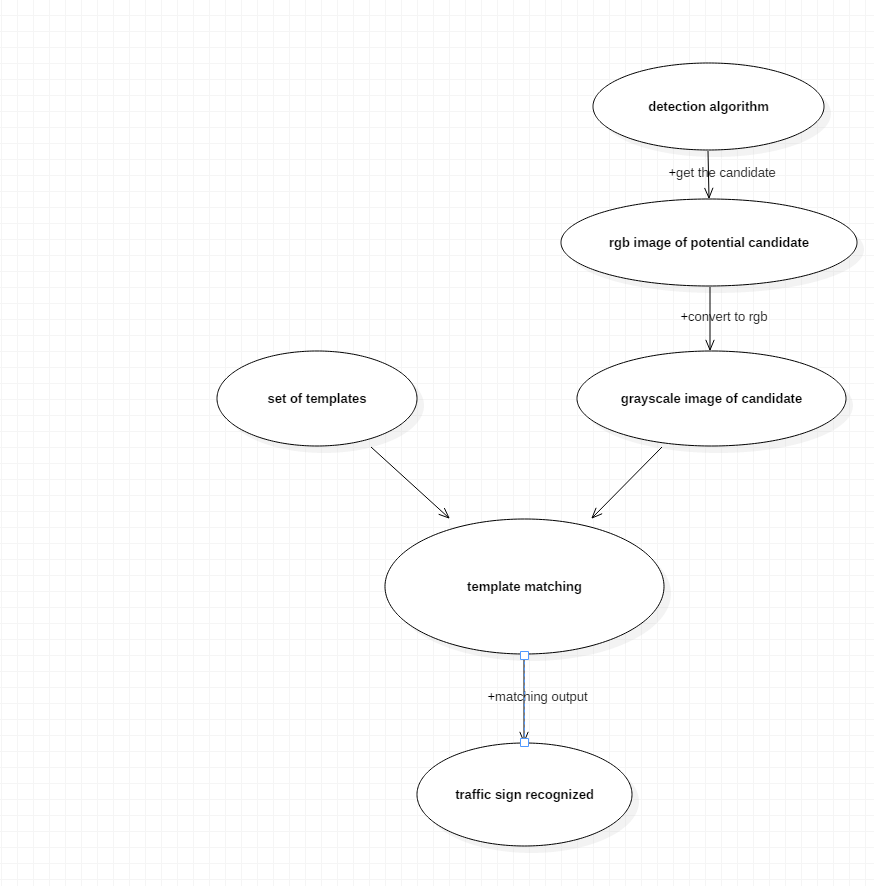 detection algorithm
+get the candidate
rgb image of potential candidate
+convert to rgb
set of templates
grayscale image of candidate
template matching
+matching output
traffic sign recognized